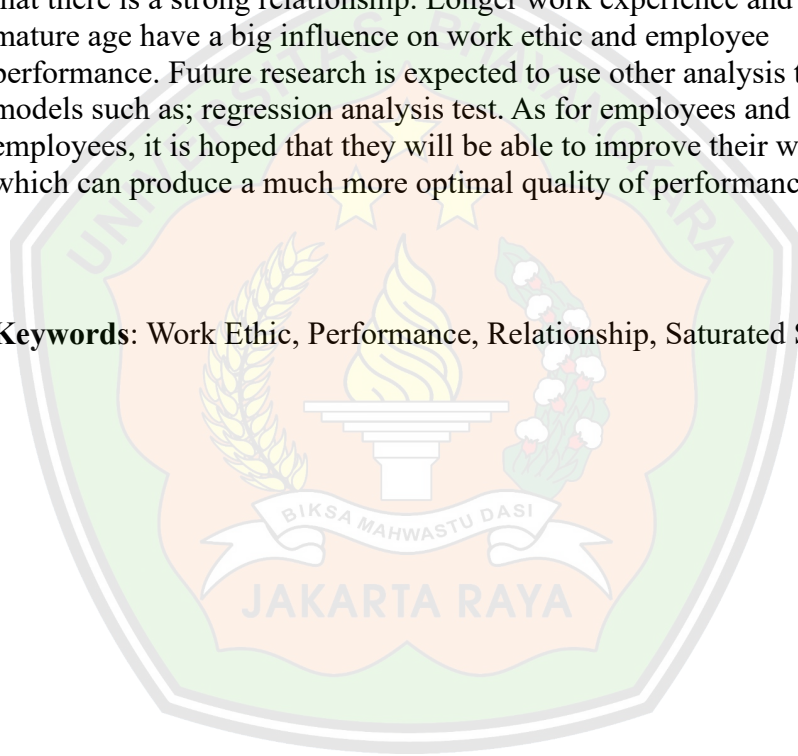 that there is a strong relationship. Longer work experience and
mature age have a big influence on work ethic and employee
performance. Future research is expected to use other analysis
models such as; regression analysis test. As for employees and
employees, it is hoped that they will be able to improve their
which can produce a much more optimal quality of performance
UNIVERSITAS BHAYANGKARA
Keywords: Work Ethic, Performance, Relationship, Saturated
BIKSA MAHWASTU DASI
JAKARTA RAYA